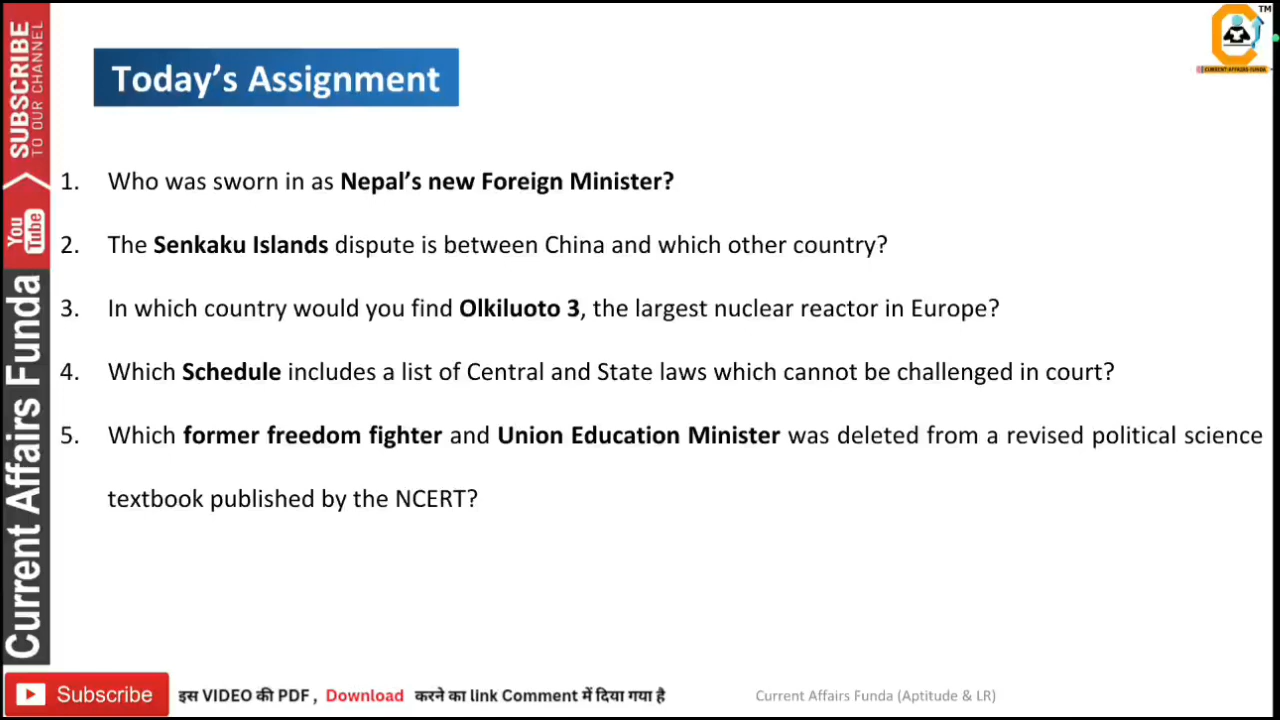 SUBSCRIBE
TO OUR CHANNEL
You
Tube
Current Affairs Funda
TM
CURRENT AFFAIRS FUNDA
Today’s Assignment
1. Who was sworn in as Nepal’s new Foreign Minister?
2. The Senkaku Islands dispute is between China and which other country?
3. In which country would you find Olkiluoto 3, the largest nuclear reactor in Europe?
4. Which Schedule includes a list of Central and State laws which cannot be challenged in court?
5. Which former freedom fighter and Union Education Minister was deleted from a revised political science
textbook published by the NCERT?
Subscribe
इस VIDEO की PDF , Download करने का link Comment में दिया गया है
Current Affairs Funda (Aptitude & LR)